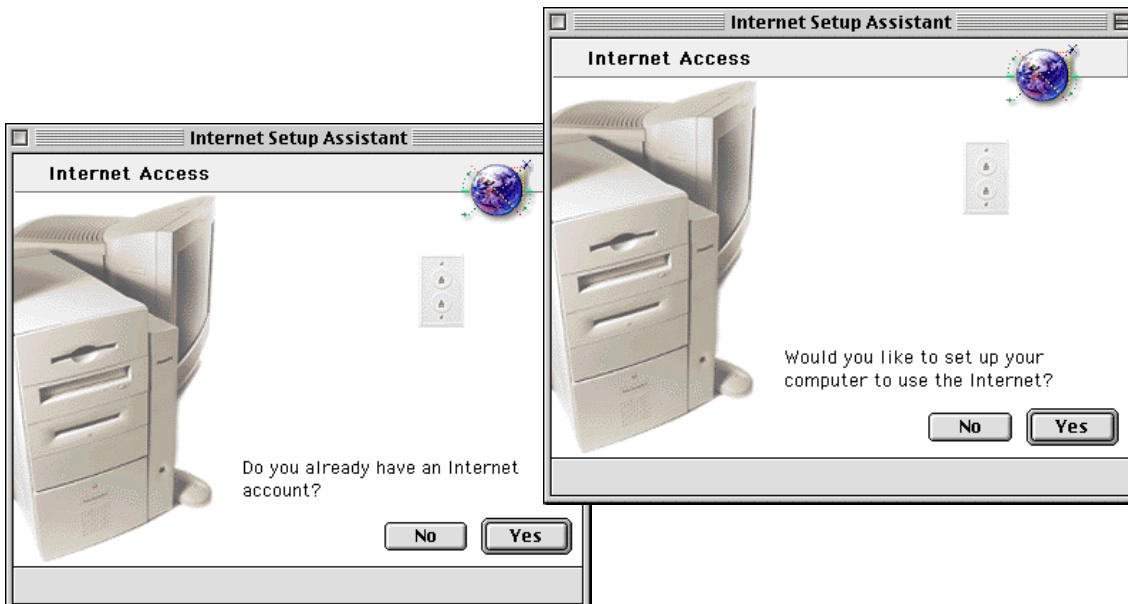 Internet Setup Assistant
Internet Access
Would you like to set up your
computer to use the Internet?
No
Yes
Internet Setup Assistant
Internet Access
Do you already have an Internet
account?
No
Yes